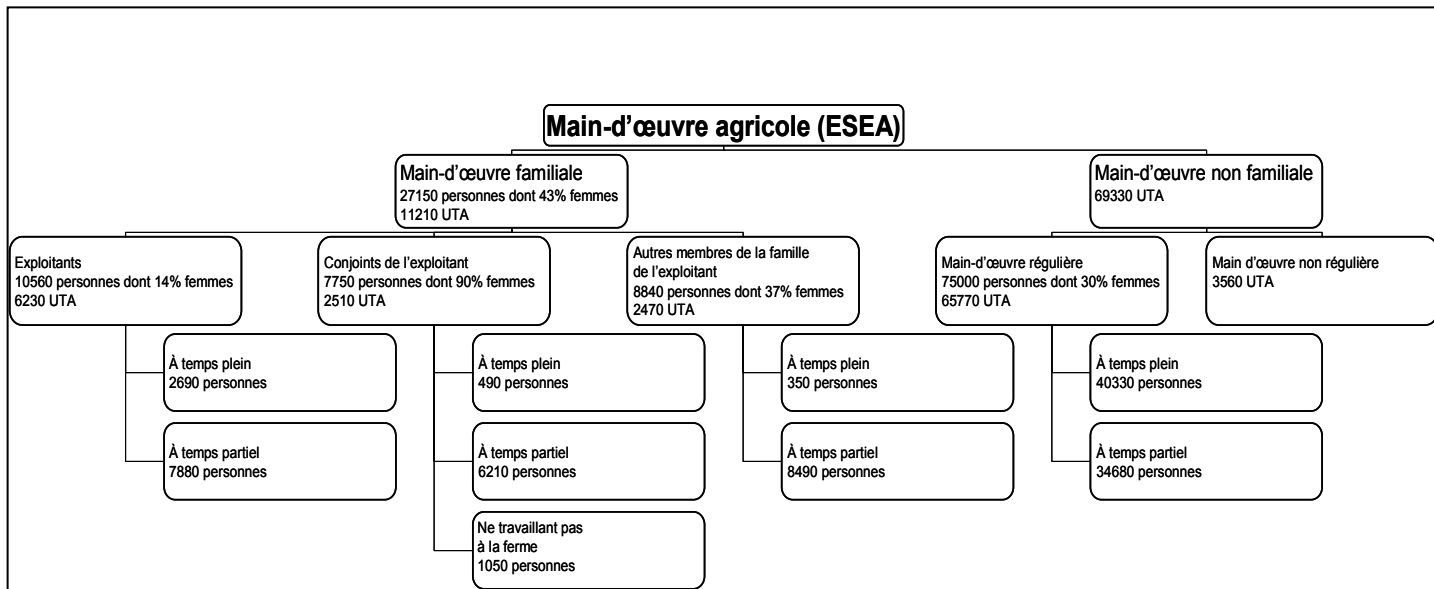 Main-d'œuvre agricole (ESEA)
Main-d'œuvre familiale
27150 personnes dont 43% femmes
11210 UTA
Main-d'œuvre non familiale
69330 UTA
Exploitants
10560 personnes dont 14% femmes
6230 UTA
Conjoints de l'exploitant
7750 personnes dont 90% femmes
2510 UTA
Autres membres de la famille
de l'exploitant
8840 personnes dont 37% femmes
2470 UTA
Main-d'œuvre régulière
75000 personnes dont 30% femmes
65770 UTA
Main d'œuvre non régulière
3560 UTA
À temps plein
2690 personnes
À temps plein
490 personnes
À temps plein
350 personnes
À temps plein
40330 personnes
À temps partiel
7880 personnes
À temps partiel
6210 personnes
À temps partiel
8490 personnes
À temps partiel
34680 personnes
Ne travaillant pas
à la ferme
1050 personnes